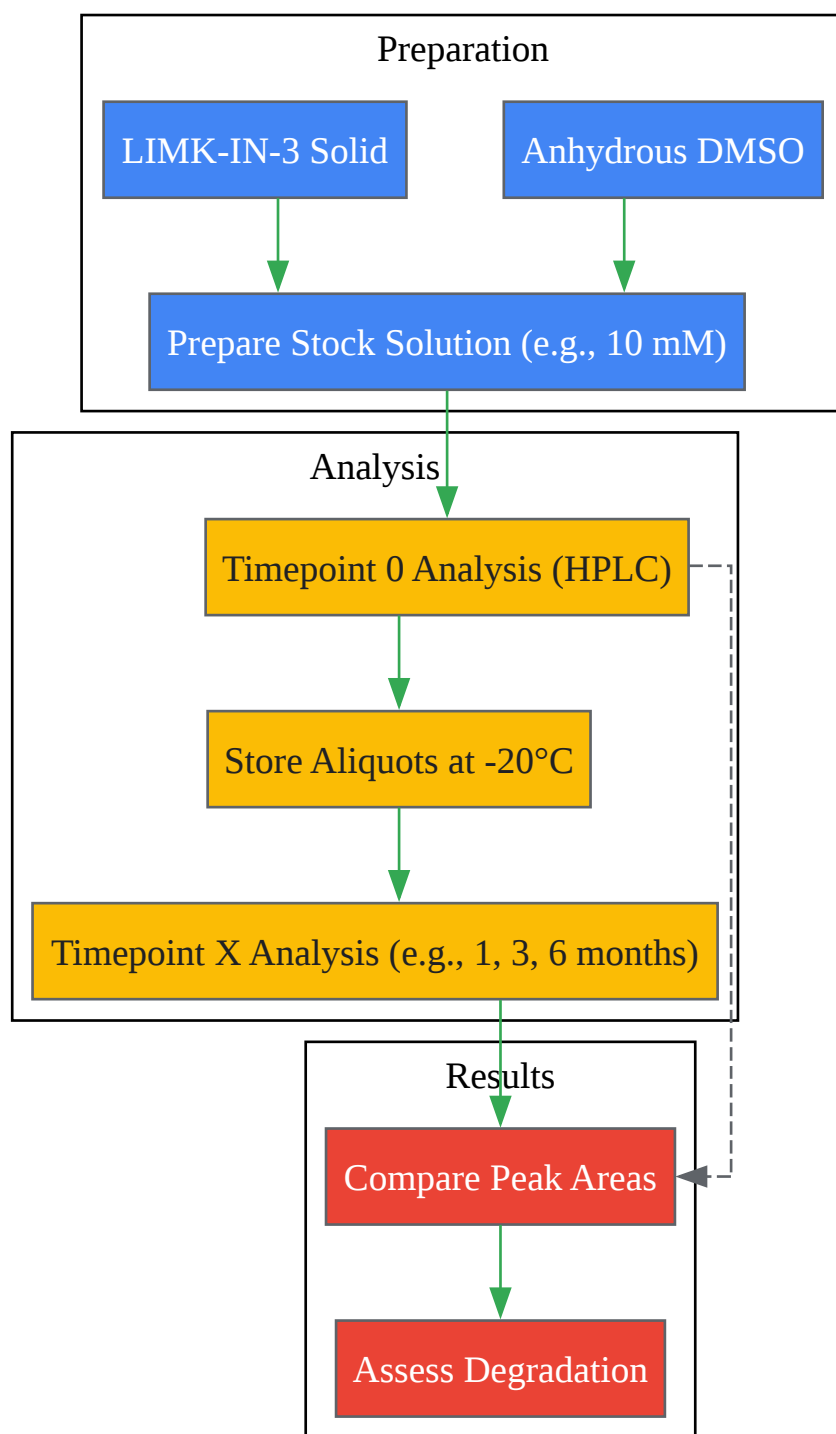 Preparation
LIMK-IN-3 Solid
Anhydrous DMSO
Prepare Stock Solution (e.g., 10 mM)
Analysis
Timepoint 0 Analysis (HPLC)
Store Aliquots at -20°C
Timepoint X Analysis (e.g., 1, 3, 6 months)
Results
Compare Peak Areas
Assess Degradation